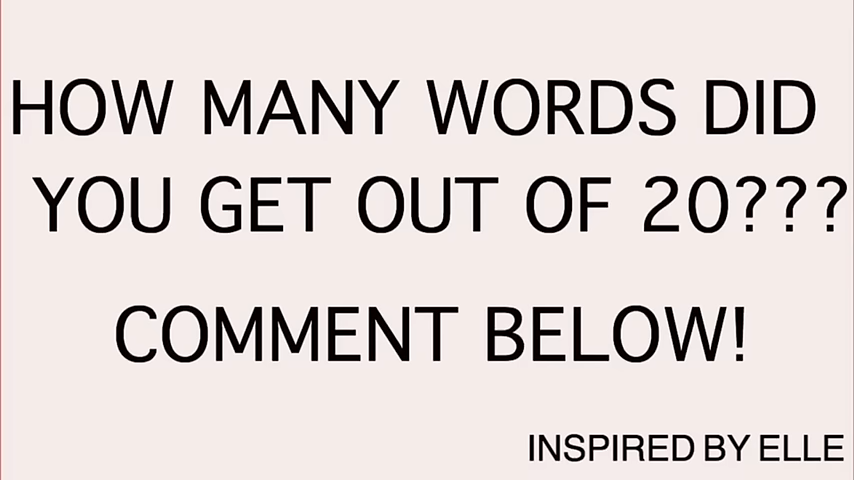 HOW MANY WORDS DID
YOU GET OUT OF 20???
COMMENT BELOW!
INSPIRED BY ELLE